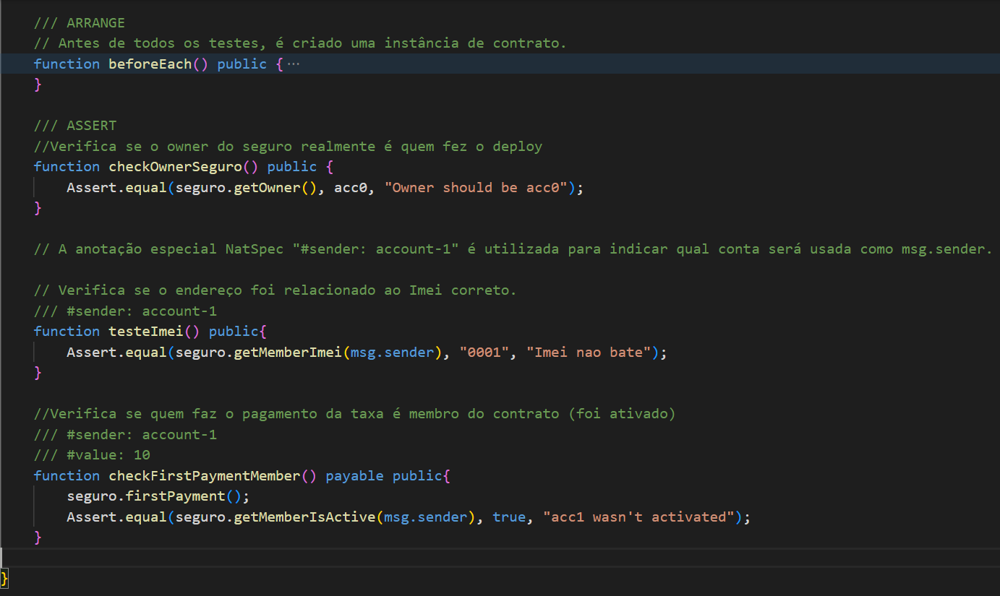 /// ARRANGE
// Antes de todos os testes, é criado uma instância de contrato.
function beforeEach() public { ···
}
/// ASSERT
//Verifica se o owner do seguro realmente é quem fez o deploy
function checkOwnerSeguro() public {
Assert.equal(seguro.getOwner(), acc0, "Owner should be acc0");
}
// A anotação especial NatSpec "#sender: account-1" é utilizada para indicar qual conta será usada como msg.sender.
// Verifica se o endereço foi relacionado ao Imei correto.
/// #sender: account-1
function testeImei() public{
Assert.equal(seguro.getMemberImei(msg.sender), "0001", "Imei nao bate");
}
//Verifica se quem faz o pagamento da taxa é membro do contrato (foi ativado)
/// #sender: account-1
/// #value: 10
function checkFirstPaymentMember() payable public{
seguro.firstPayment();
Assert.equal(seguro.getMemberIsActive(msg.sender), true, "acc1 wasn't activated");
}
}